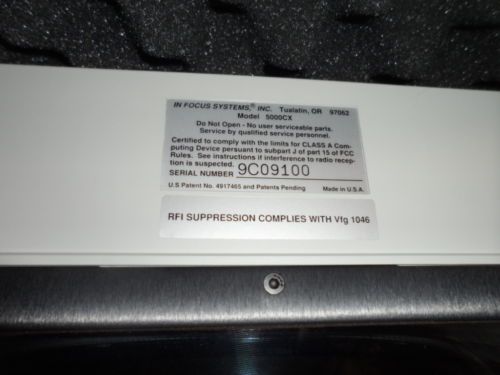 IN FOCUS SYSTEMS,® INC. Tualatin, OR 97062
Model 5000CX
Do Not Open - No user serviceable parts.
Service by qualified service personnel.
Certified to comply with the limits for CLASS A Com-
puting Device persuant to subpart J of part 15 of FCC
Rules. See instructions if interference to radio recep-
tion is suspected.
SERIAL NUMBER 9C09100
U.S Patent No. 4917465 and Patents Pending Made in U.S.A.
RFI SUPPRESSION COMPLIES WITH Vfg 1046